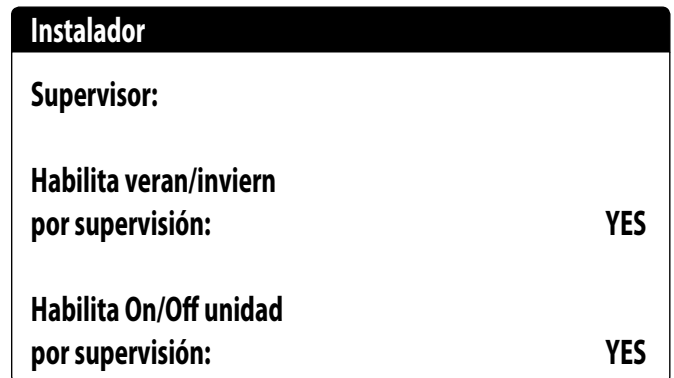 Instalador
Supervisor:
Habilita veran/inviern
por supervisión: YES
Habilita On/Off unidad
por supervisión: YES